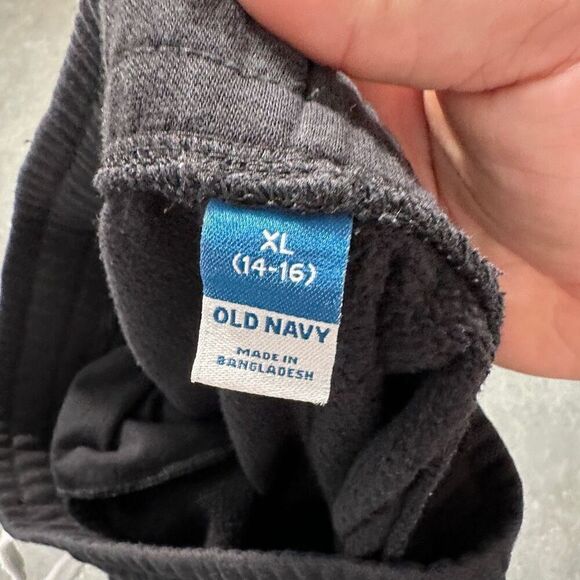 XL
(14-16)
OLD NAVY
MADE IN
BANGLADESH